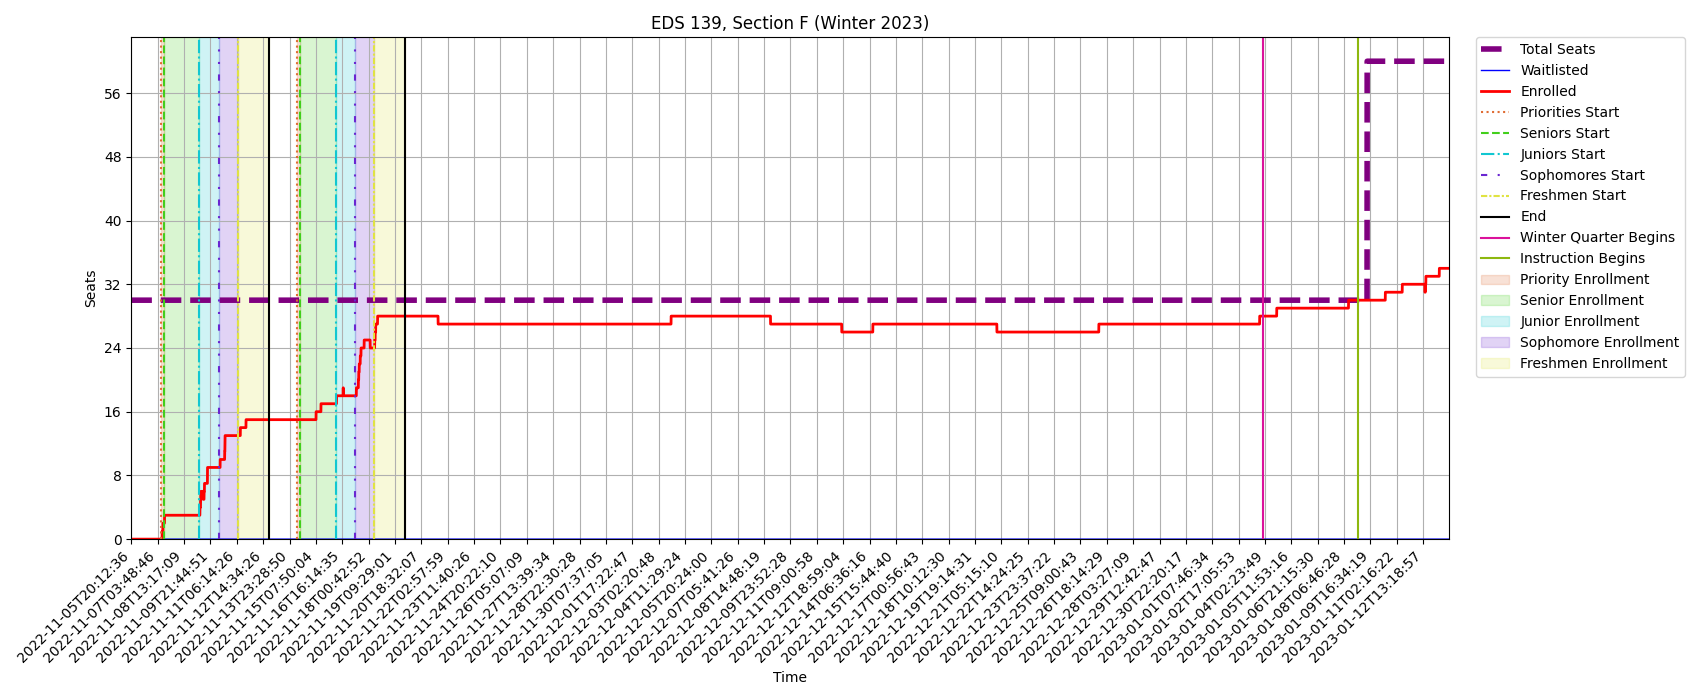 EDS 139, Section F (Winter 2023)
Seats
56
48
40
32
24
16
8
0
2022-11-05T20:12:36
2022-11-07T03:48:46
2022-11-08T13:17:09
2022-11-09T21:44:51
2022-11-11T06:14:26
2022-11-12T14:34:26
2022-11-13T23:28:50
2022-11-15T07:50:04
2022-11-16T16:14:35
2022-11-18T00:42:52
2022-11-19T09:29:01
2022-11-20T18:32:07
2022-11-22T02:57:59
2022-11-23T11:40:26
2022-11-24T20:22:10
2022-11-26T05:07:09
2022-11-27T13:39:34
2022-11-28T22:30:28
2022-11-30T07:37:05
2022-12-01T17:22:47
2022-12-03T02:20:48
2022-12-04T11:29:24
2022-12-05T20:24:00
2022-12-07T05:41:26
2022-12-08T14:48:19
2022-12-09T23:52:28
2022-12-11T09:00:58
2022-12-12T18:59:04
2022-12-14T06:36:16
2022-12-15T15:44:40
2022-12-17T00:56:43
2022-12-18T10:12:30
2022-12-19T19:14:31
2022-12-21T05:15:10
2022-12-22T14:24:25
2022-12-23T23:37:22
2022-12-25T09:00:43
2022-12-26T18:14:29
2022-12-28T03:27:09
2022-12-29T12:42:47
2022-12-30T22:20:17
2023-01-01T07:46:34
2023-01-02T17:05:53
2023-01-04T02:23:49
2023-01-05T11:53:16
2023-01-06T21:15:30
2023-01-08T06:46:28
2023-01-09T16:34:19
2023-01-11T02:16:22
2023-01-12T13:18:57
Time
Total Seats
Waitlisted
Enrolled
Priorities Start
Seniors Start
Juniors Start
Sophomores Start
Freshmen Start
End
Winter Quarter Begins
Instruction Begins
Priority Enrollment
Senior Enrollment
Junior Enrollment
Sophomore Enrollment
Freshmen Enrollment